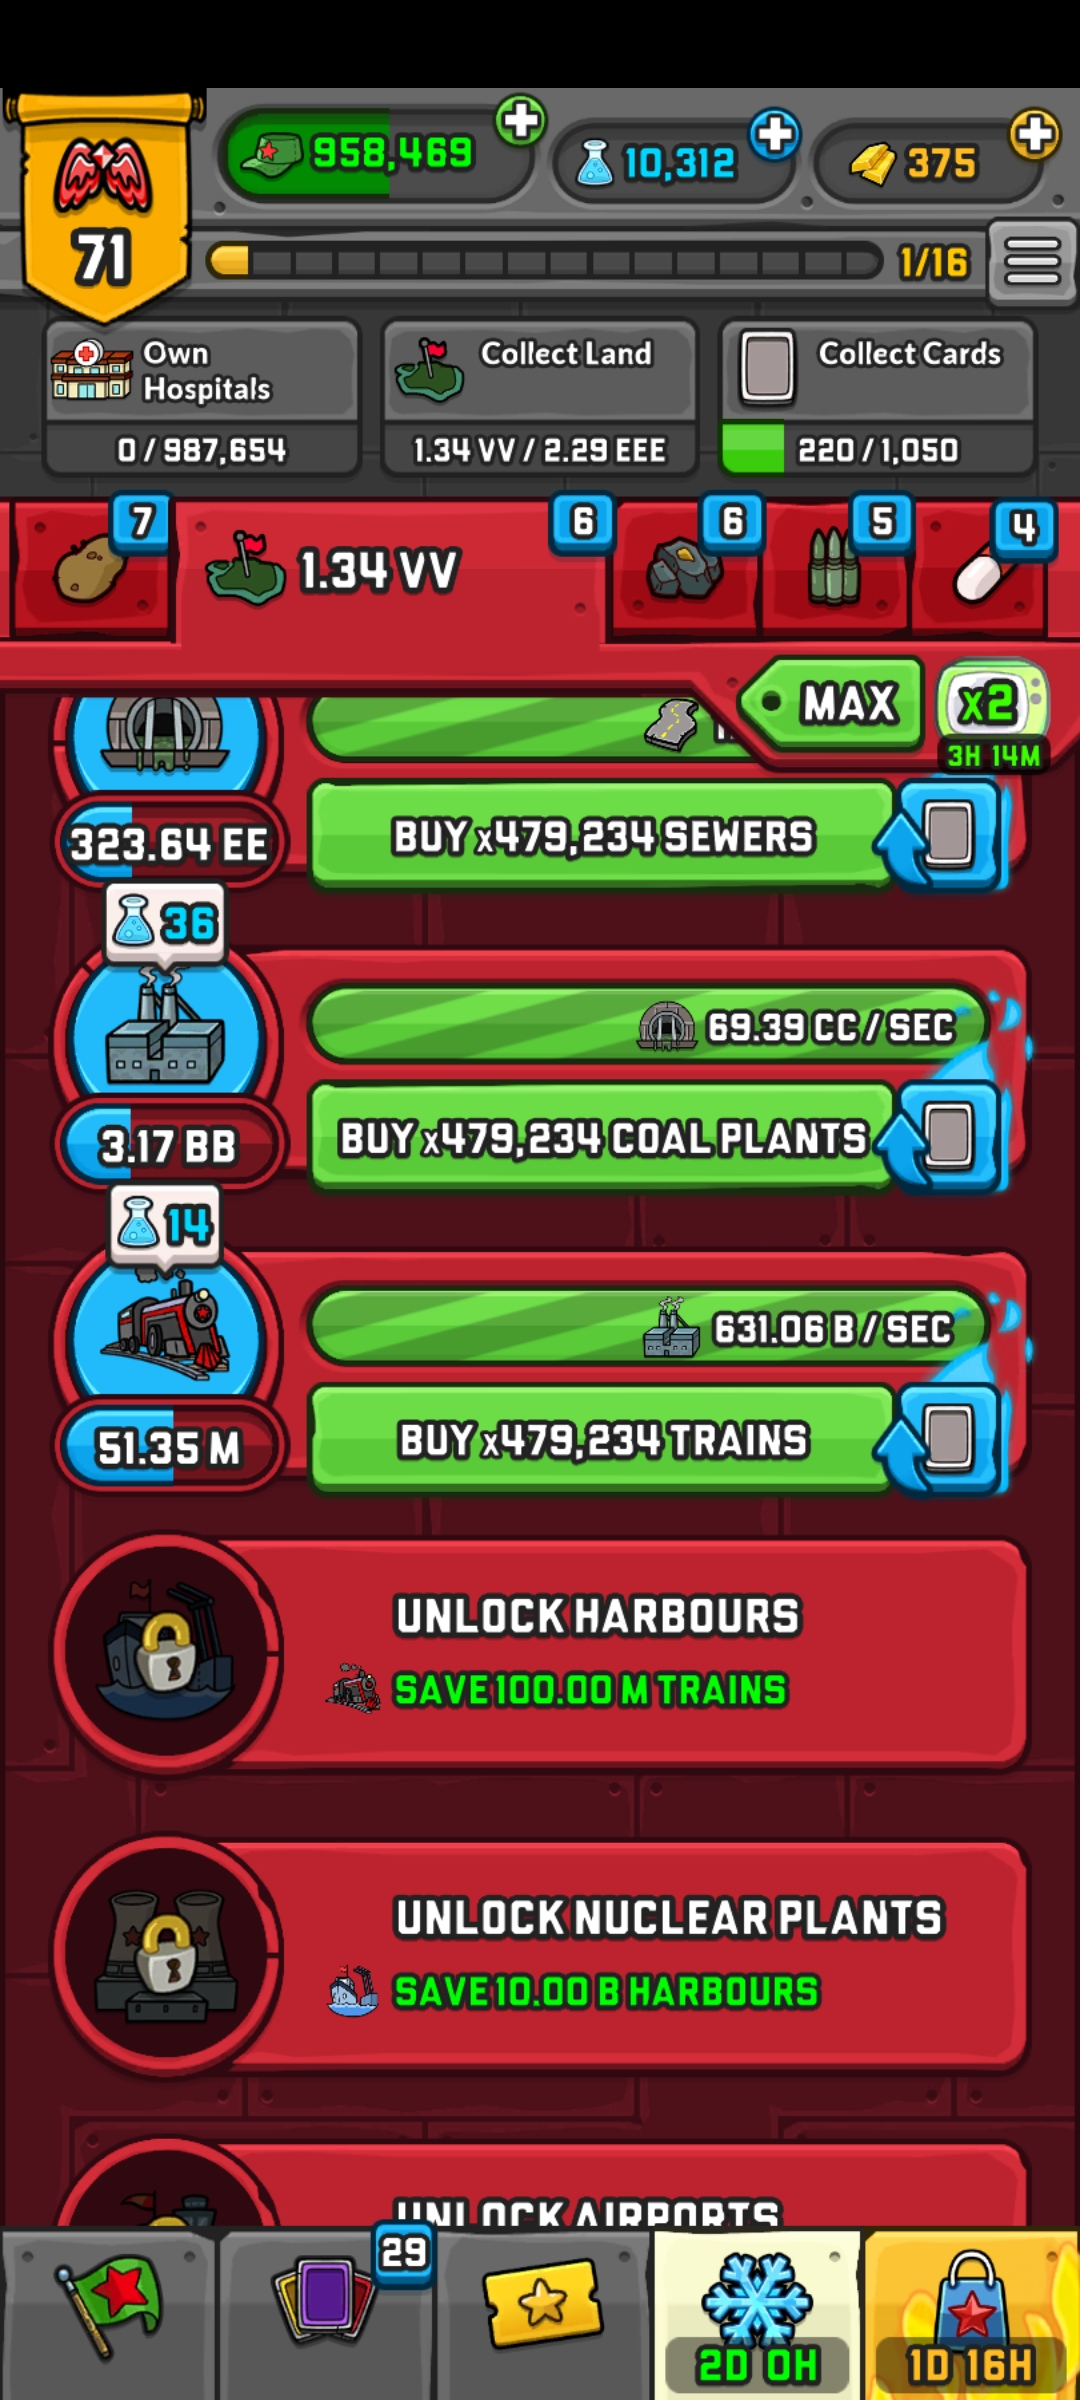 71
958,469
10,312
375
1/16
Own
Hospitals
0 / 987,654
Collect Land
1.34 VV / 2.29 EEE
Collect Cards
220 / 1,050
7
1.34 VV
6
6
5
4
MAX
x2
3H 14M
323.64 EE
BUY x479,234 SEWERS
36
69.39 CC / SEC
3.17 BB
BUY x479,234 COAL PLANTS
14
631.06 B / SEC
51.35 M
BUY x479,234 TRAINS
UNLOCK HARBOURS
SAVE 100.00 M TRAINS
UNLOCK NUCLEAR PLANTS
SAVE 10.00 B HARBOURS
UNLOCK AIRPORTS
29
2D 0H
1D 16H